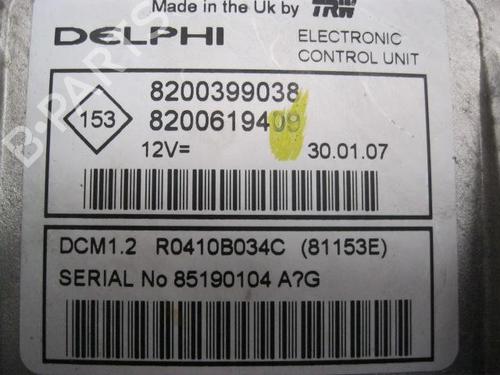 Made in the Uk by TRW
DELPHI
ELECTRONIC
CONTROL UNIT
153
8200399038
8200619409
12V=
30.01.07
DCM1.2 R0410B034C (81153E)
SERIAL No 85190104 A?G
B-PARTS